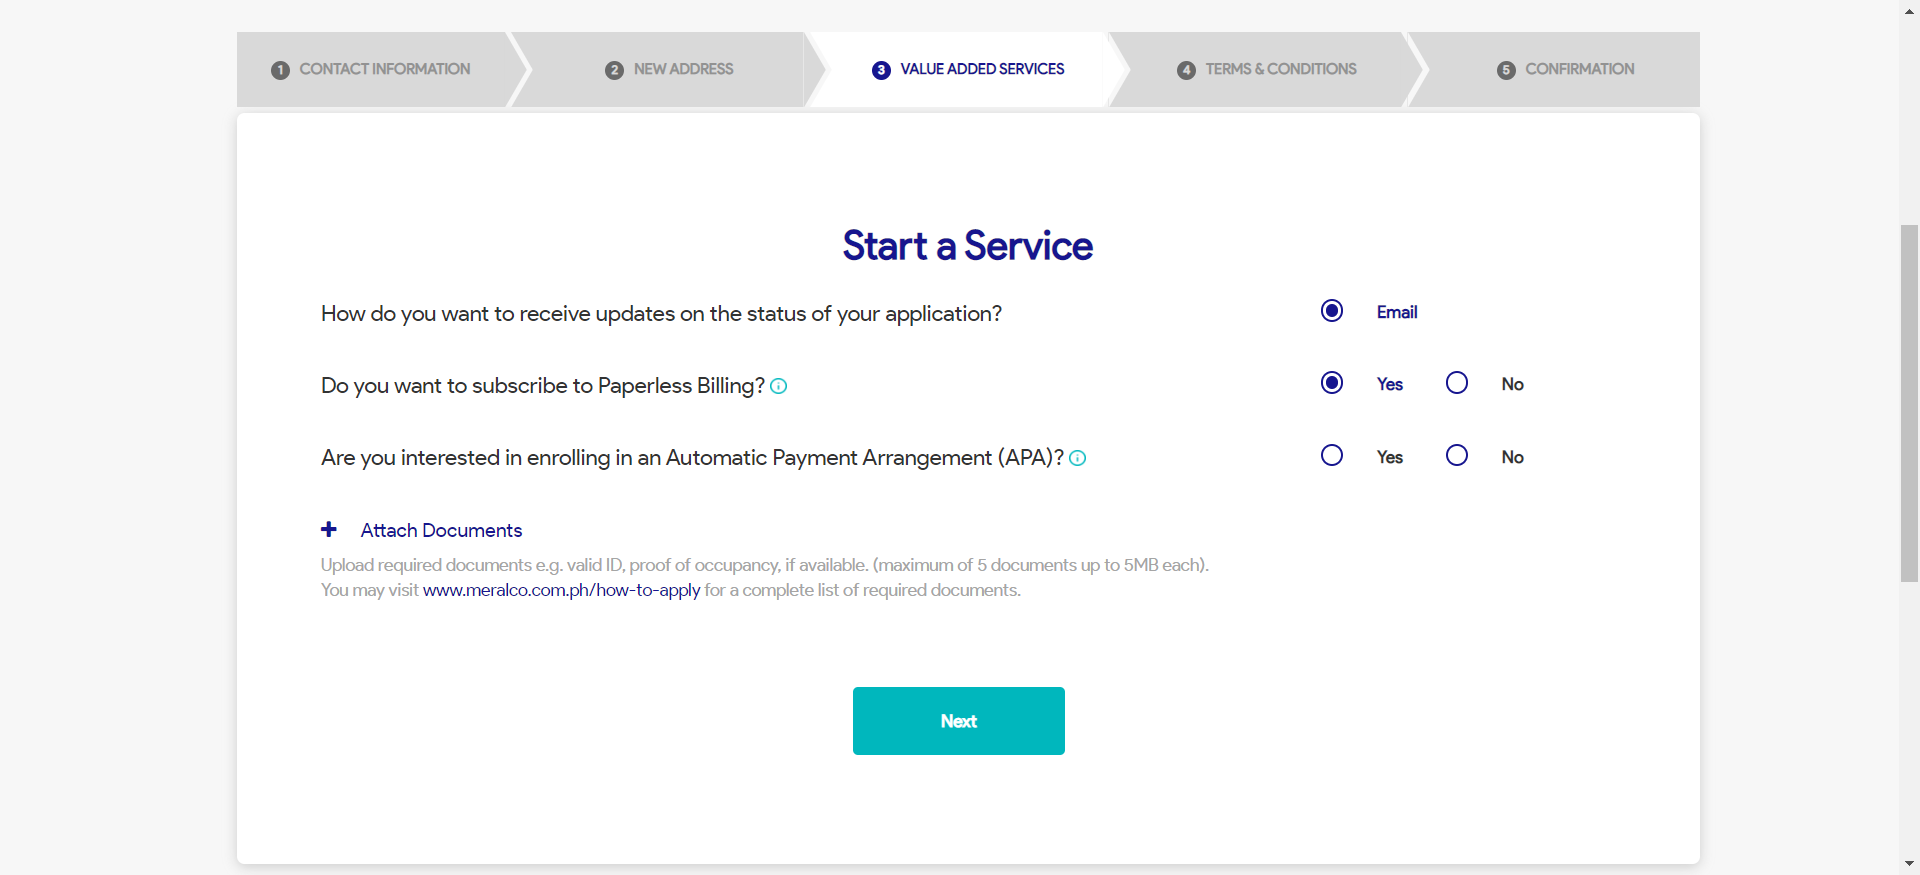 1 CONTACT INFORMATION
2 NEW ADDRESS
3 VALUE ADDED SERVICES
4 TERMS & CONDITIONS
5 CONFIRMATION
Start a Service
How do you want to receive updates on the status of your application?
Email
Do you want to subscribe to Paperless Billing?
Yes No
Are you interested in enrolling in an Automatic Payment Arrangement (APA)?
Yes No
+ Attach Documents
Upload required documents e.g. valid ID, proof of occupancy, if available. (maximum of 5 documents up to 5MB each).
You may visit www.meralco.com.ph/how-to-apply for a complete list of required documents.
Next